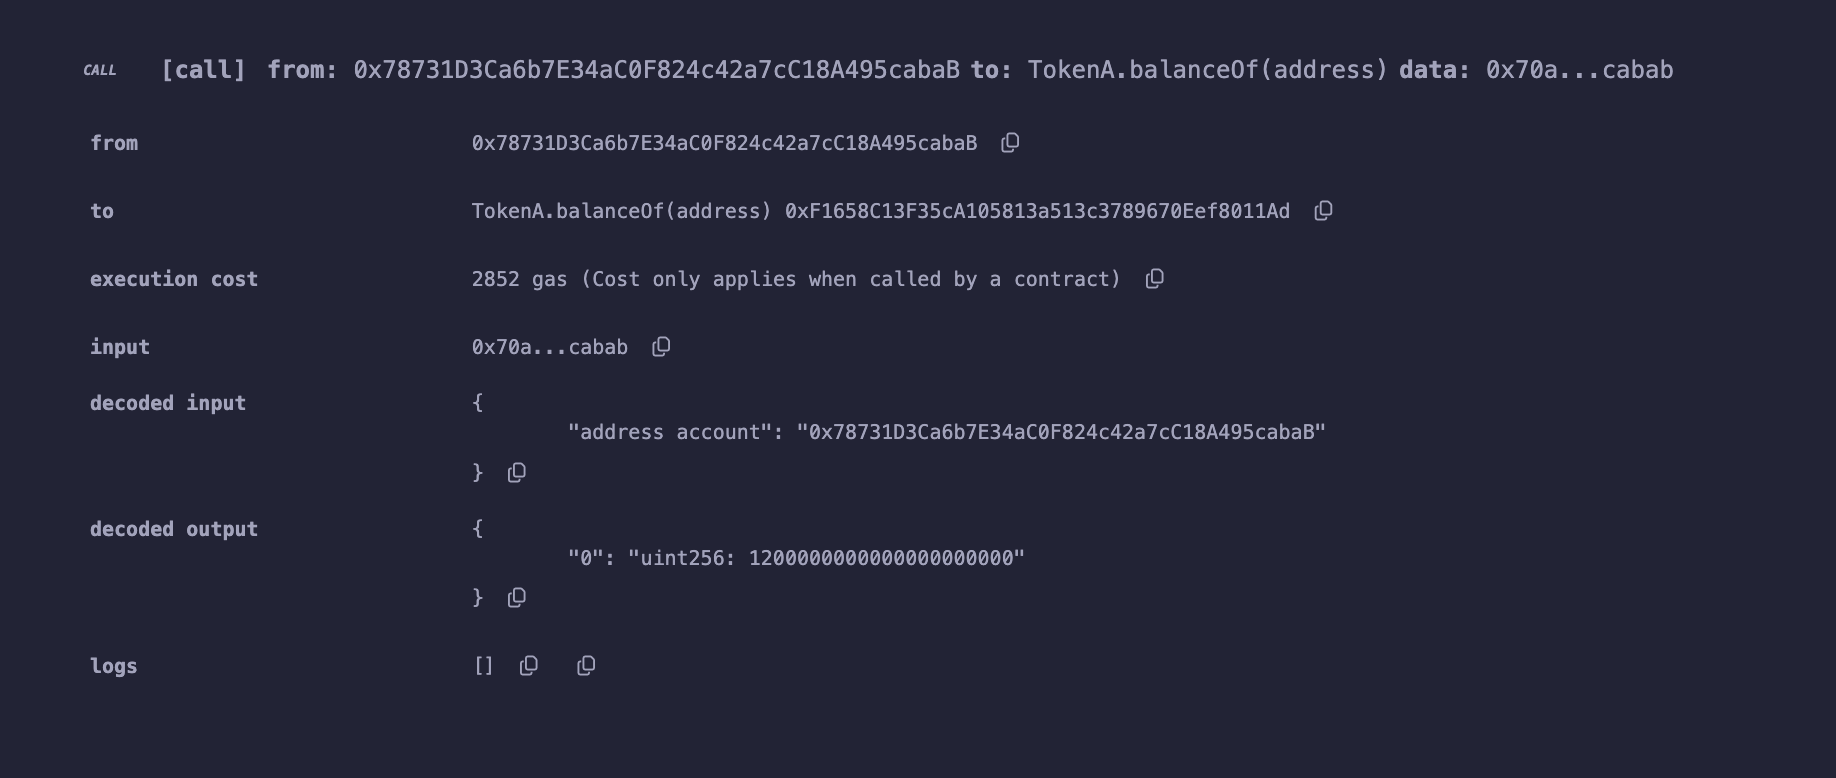 CALL [call] from: 0x78731D3Ca6b7E34aC0F824c42a7cC18A495cabaB to: TokenA.balanceOf(address) data: 0x70a...cabab
from 0x78731D3Ca6b7E34aC0F824c42a7cC18A495cabaB
to TokenA.balanceOf(address) 0xF1658C13F35cA105813a513c3789670Eef8011Ad
execution cost 2852 gas (Cost only applies when called by a contract)
input 0x70a...cabab
decoded input {
"address account": "0x78731D3Ca6b7E34aC0F824c42a7cC18A495cabaB"
}
decoded output {
"0": "uint256: 1200000000000000000000"
}
logs []